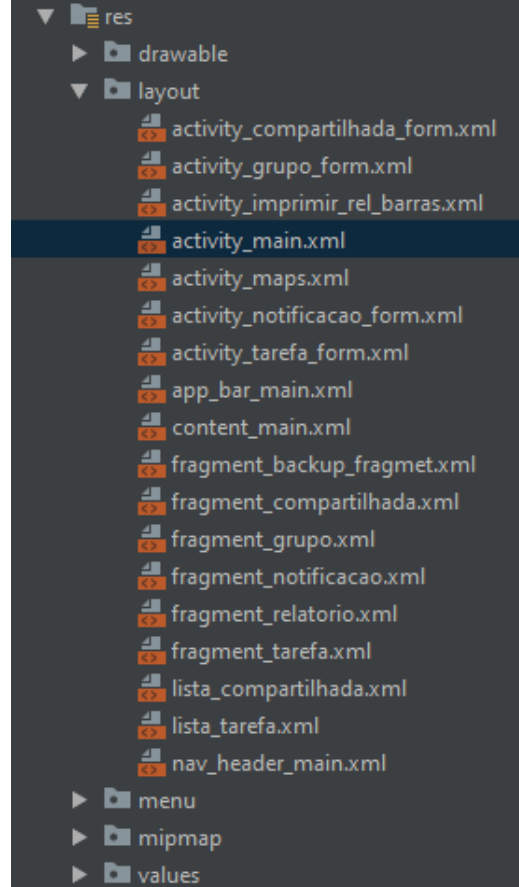 res
drawable
layout
activity_compartilhada_form.xml
activity_grupo_form.xml
activity_imprimir_rel_barras.xml
activity_main.xml
activity_maps.xml
activity_notificacao_form.xml
activity_tarefa_form.xml
app_bar_main.xml
content_main.xml
fragment_backup_fragmet.xml
fragment_compartilhada.xml
fragment_grupo.xml
fragment_notificacao.xml
fragment_relatorio.xml
fragment_tarefa.xml
lista_compartilhada.xml
lista_tarefa.xml
nav_header_main.xml
menu
mipmap
values